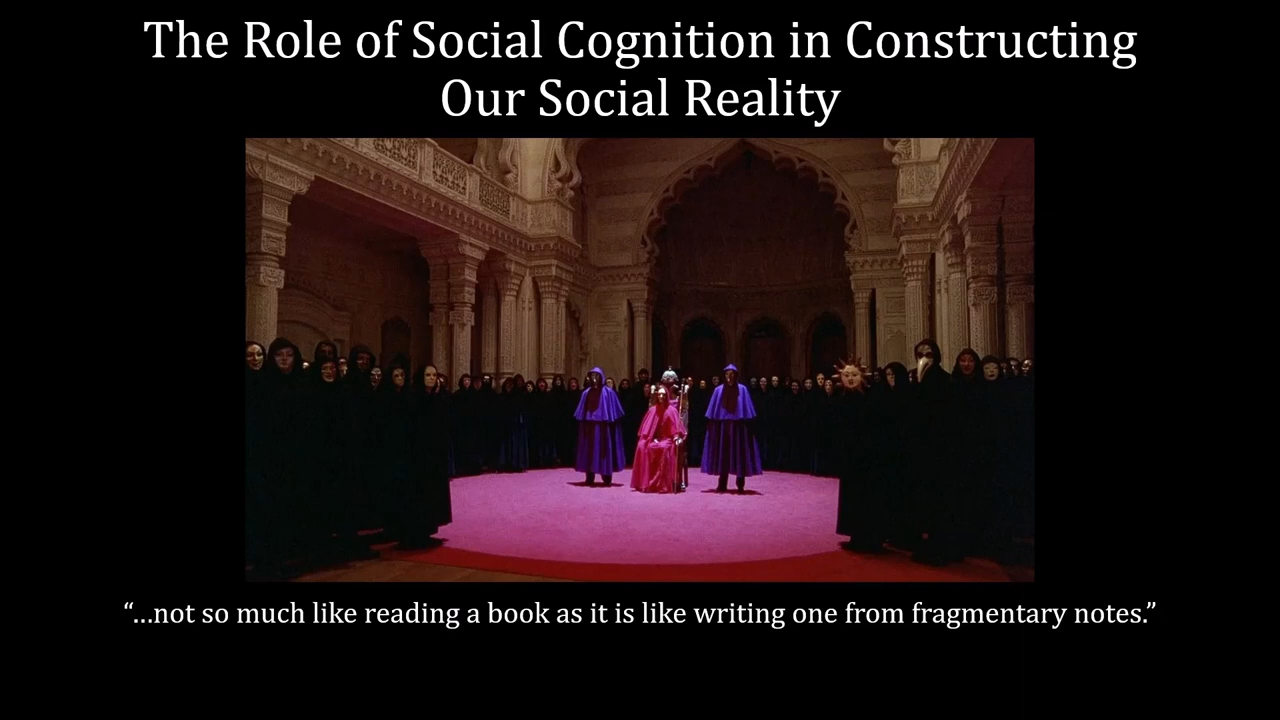 The Role of Social Cognition in Constructing
Our Social Reality
“…not so much like reading a book as it is like writing one from fragmentary notes.”